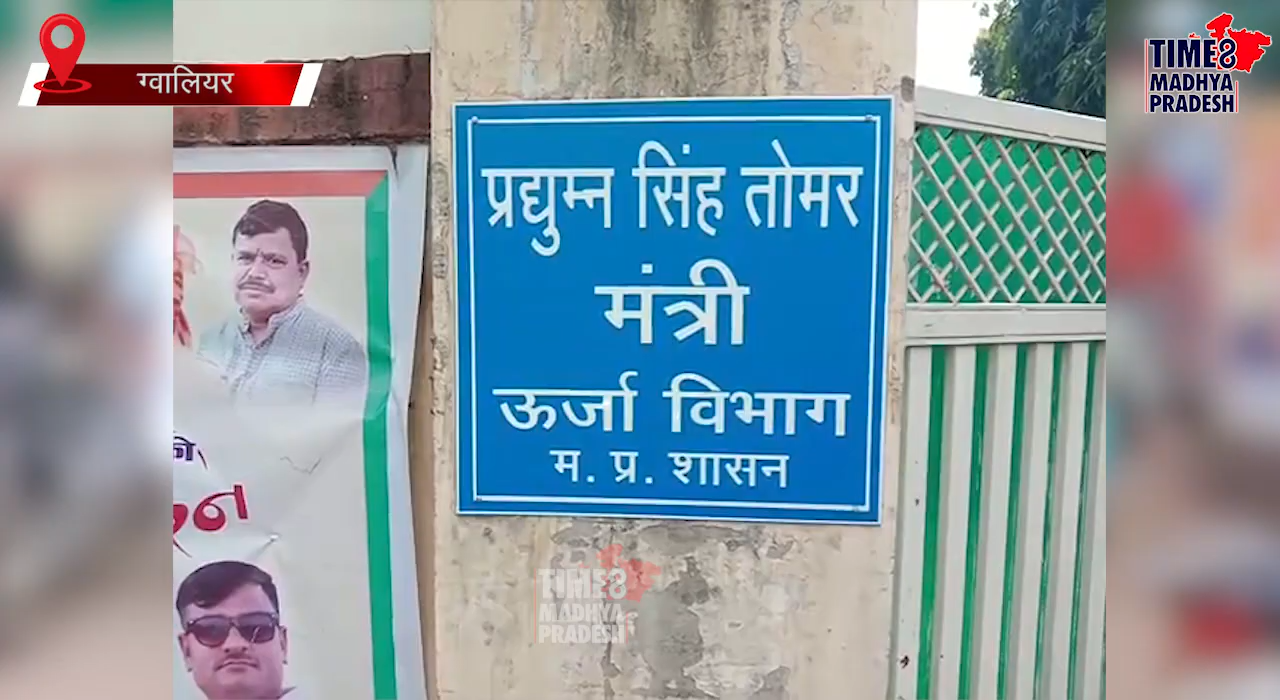 ग्वालियर
TIME8
MADHYA
PRADESH
प्रद्युम्न सिंह तोमर
मंत्री
ऊर्जा विभाग
म. प्र. शासन
TIME8
MADHYA
PRADESH